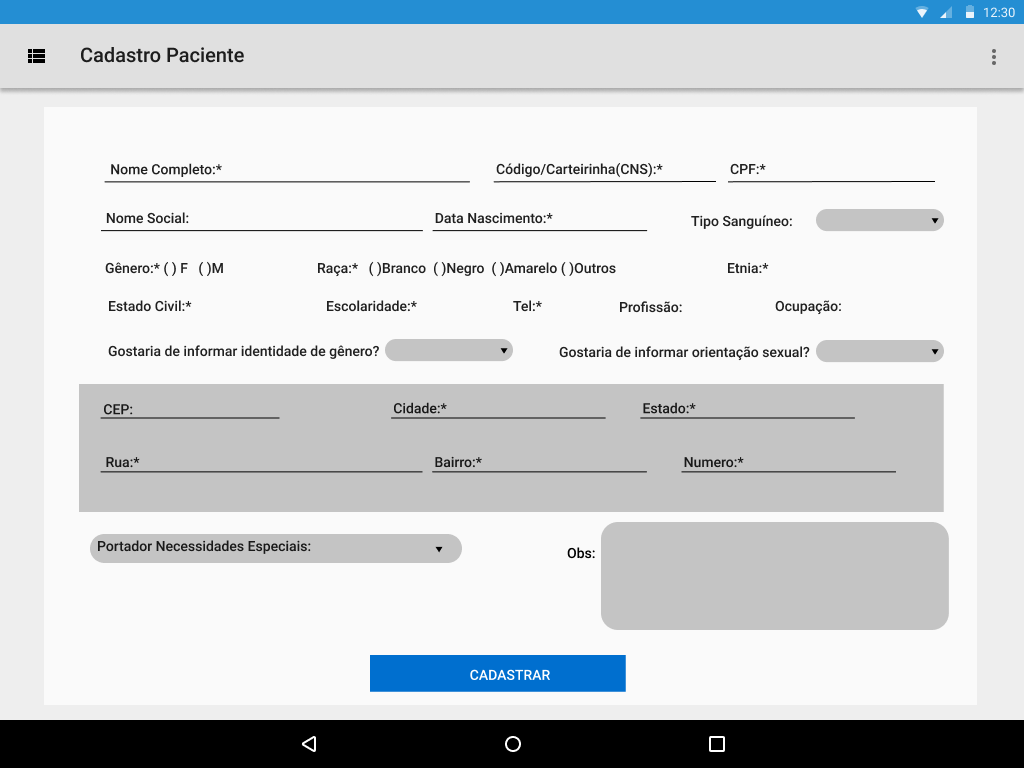 12:30
Cadastro Paciente
Nome Completo:* Código/Carteirinha(CNS):* CPF:*
Nome Social: Data Nascimento:* Tipo Sanguíneo:
Gênero:* ( ) F ( )M Raça:* ( )Branco ( )Negro ( )Amarelo ( )Outros Etnia:*
Estado Civil:* Escolaridade:* Tel:* Profissão: Ocupação:
Gostaria de informar identidade de gênero? Gostaria de informar orientação sexual?
CEP: Cidade:* Estado:*
Rua:* Bairro:* Numero:*
Portador Necessidades Especiais: Obs:
CADASTRAR